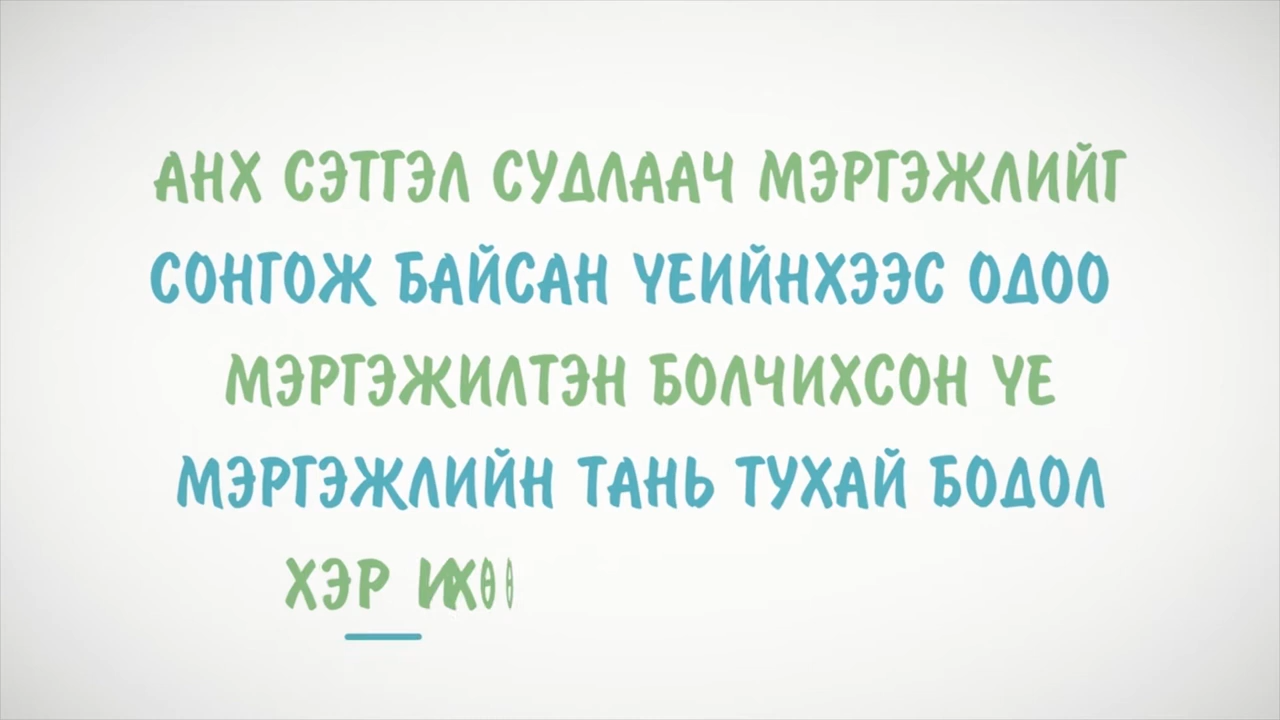 АНХ СЭТГЭЛ СУДЛААЧ МЭРГЭЖЛИЙГ
СОНГОЖ БАЙСАН ҮЕИЙНХЭЭС ОДОО
МЭРГЭЖИЛТЭН БОЛЧИХСОН ҮЕ
МЭРГЭЖЛИЙН ТАНЬ ТУХАЙ БОДОЛ
ХЭР